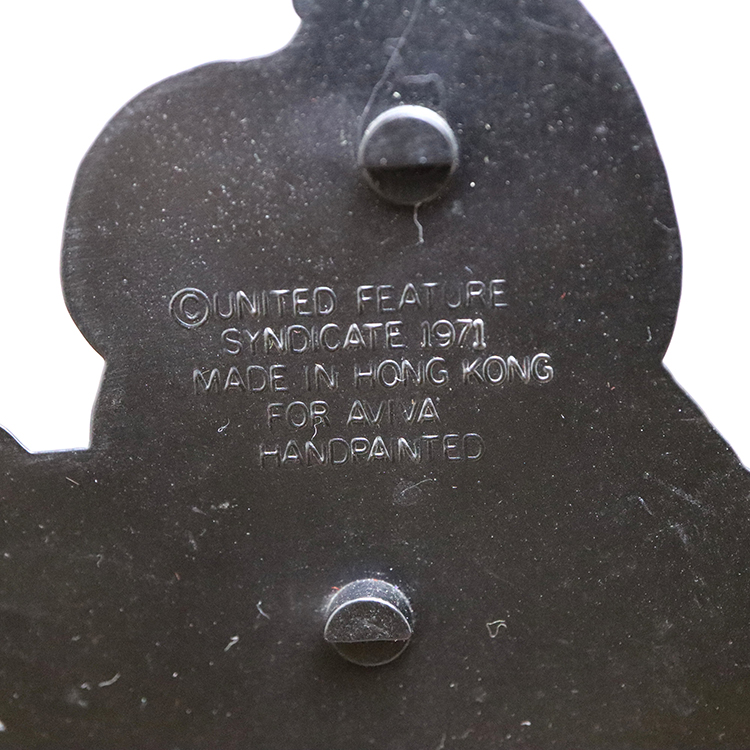 ©UNITED FEATURE
SYNDICATE 1971
MADE IN HONG KONG
FOR AVIVA
HANDPAINTED